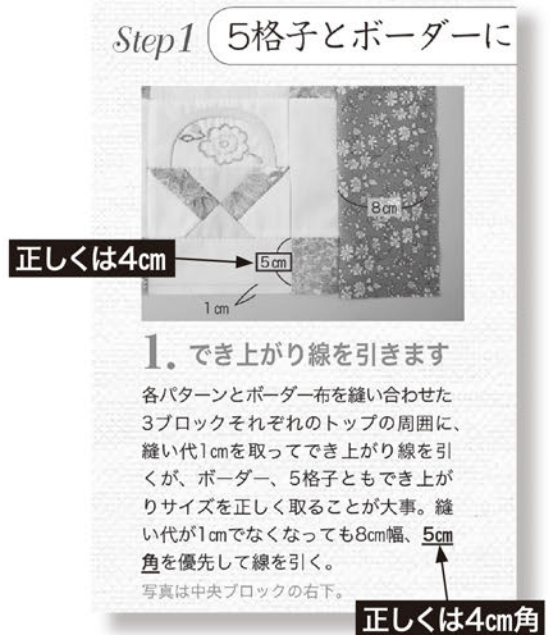 Step1 5格子とボーダーに
8cm
正しくは4cm
5cm
1cm
1. でき上がり線を引きます
各パターンとボーダー布を縫い合わせた
3ブロックそれぞれのトップの周囲に、
縫い代1cmを取ってでき上がり線を引
くが、ボーダー、5格子ともでき上が
りサイズを正しく取ることが大事。縫
い代が1cmでなくなっても8cm幅、5cm
角を優先して線を引く。
写真は中央ブロックの右下。
正しくは4cm角